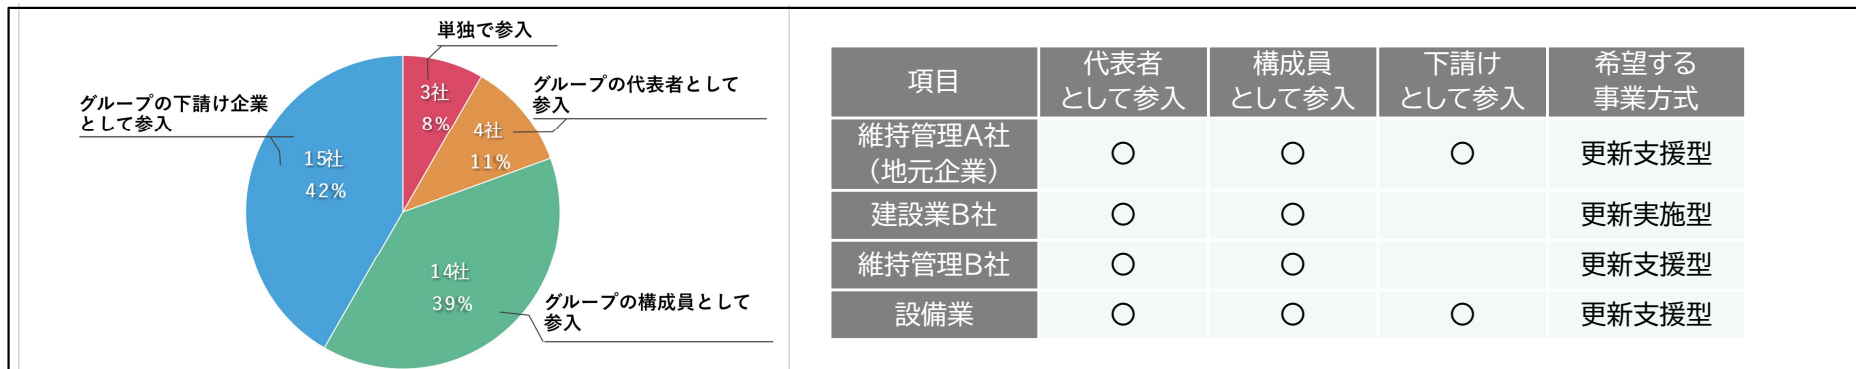 単独で参入
3社
8%
グループの代表者として
参入
4社
11%
グループの下請け企業
として参入
15社
42%
14社
39%
グループの構成員として
参入
項目
代表者
として参入
構成員
として参入
下請け
として参入
希望する
事業方式
維持管理A社
（地元企業）
〇
〇
〇
更新支援型
建設業B社
〇
〇
更新実施型
維持管理B社
〇
〇
更新支援型
設備業
〇
〇
〇
更新支援型